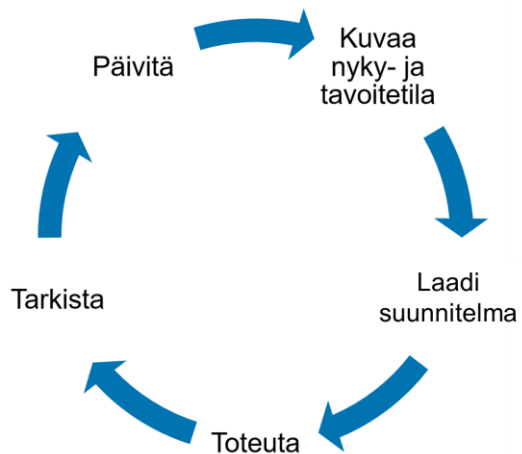 Kuvaa
nyky- ja
tavoitetila
Laadi
suunnitelma
Toteuta
Tarkista
Päivitä